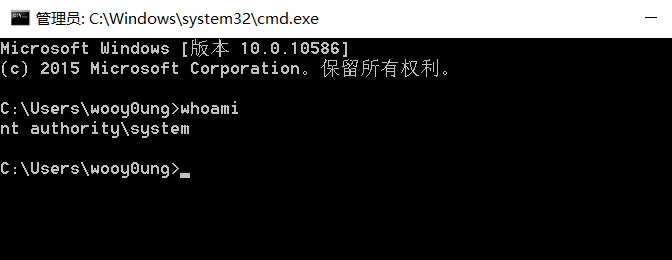 管理员: C:\Windows\system32\cmd.exe
Microsoft Windows [版本 10.0.10586]
(c) 2015 Microsoft Corporation。保留所有权利。
C:\Users\wooy0ung>whoami
nt authority\system
C:\Users\wooy0ung>_